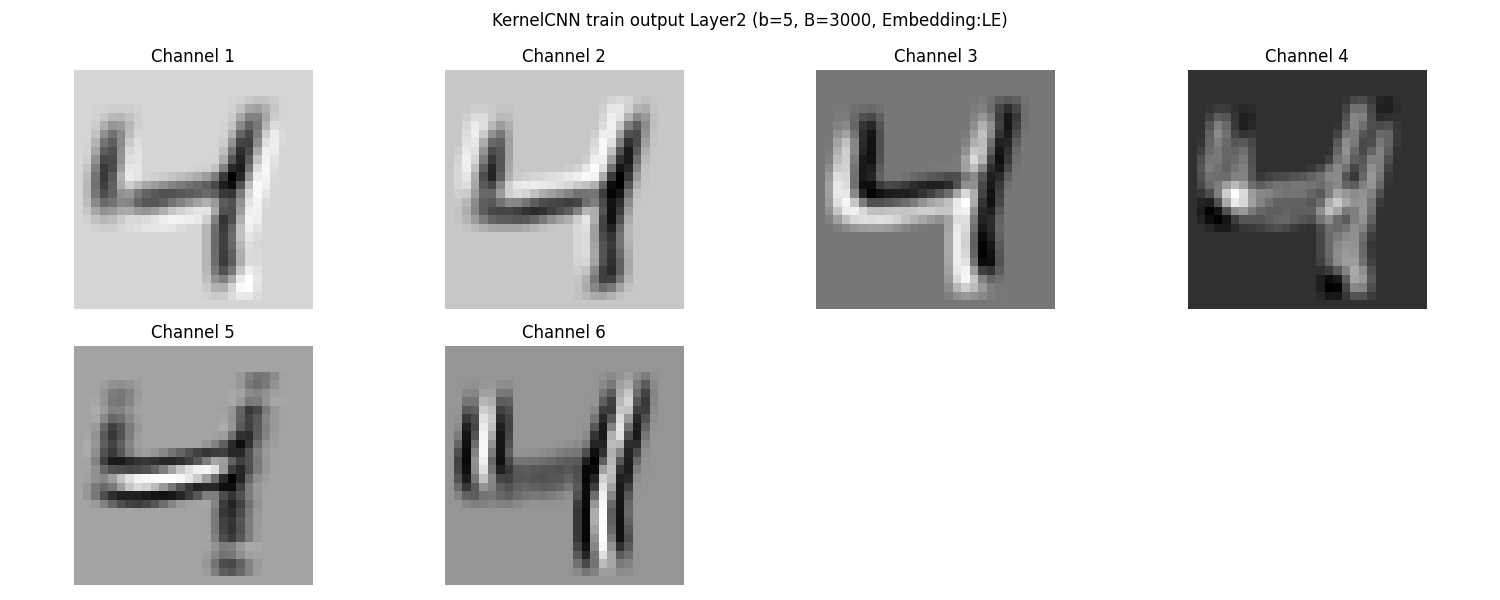 KernelCNN train output Layer2 (b=5, B=3000, Embedding:LE)
Channel 1
Channel 2
Channel 3
Channel 4
Channel 5
Channel 6